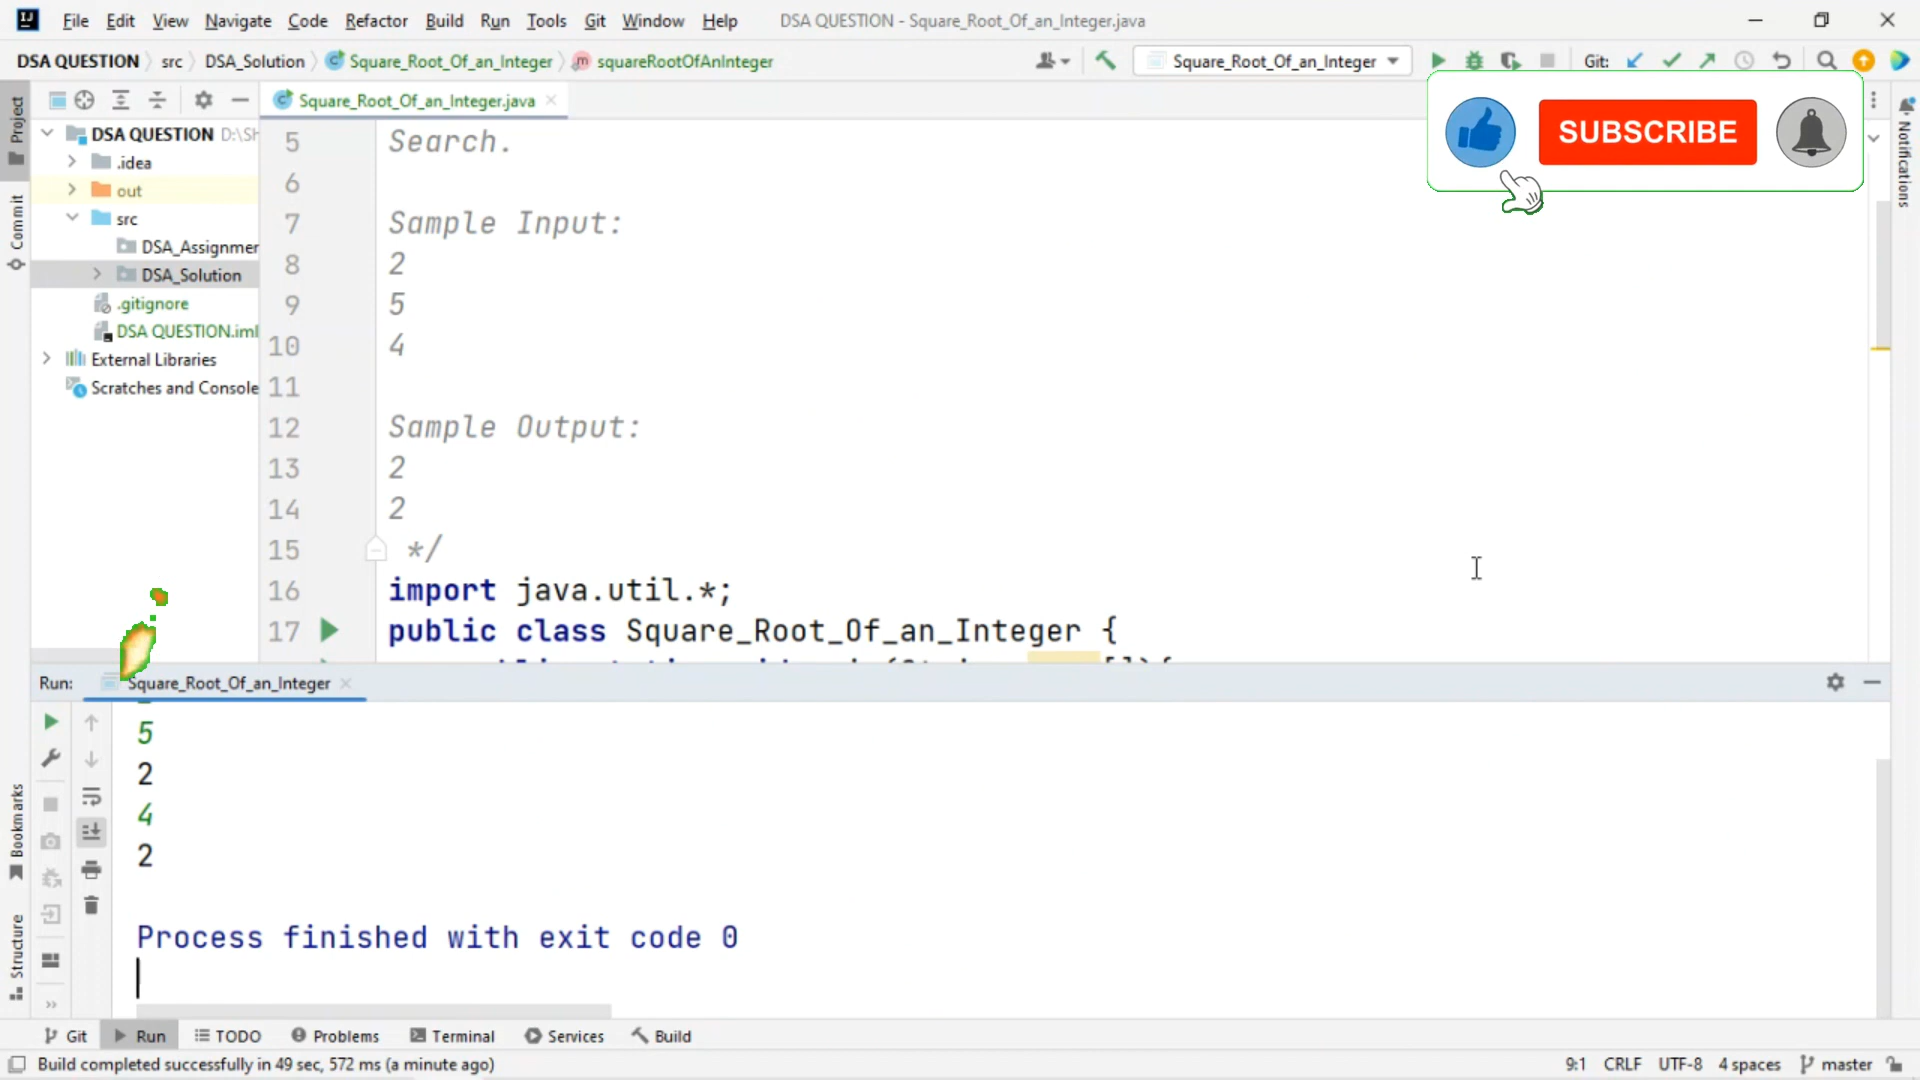 File Edit View Navigate Code Refactor Build Run Tools Git Window Help DSA QUESTION - Square_Root_Of_an_Integer.java
DSA QUESTION src DSA_Solution Square_Root_Of_an_Integer squareRootOfAnInteger Square_Root_Of_an_Integer Git:
Square_Root_Of_an_Integer.java
SUBSCRIBE
Project
Commit
Notifications
DSA QUESTION D:\Sh
.idea
out
src
DSA_Assignmer
DSA_Solution
.gitignore
DSA QUESTION.iml
External Libraries
Scratches and Console
5 Search.
6
7 Sample Input:
8 2
9 5
10 4
11
12 Sample Output:
13 2
14 2
15 */
16 import java.util.*;
17 public class Square_Root_Of_an_Integer {
Run: Square_Root_Of_an_Integer
5
2
4
2
Process finished with exit code 0
Bookmarks
Structure
Git Run TODO Problems Terminal Services Build
Build completed successfully in 49 sec, 572 ms (a minute ago) 9:1 CRLF UTF-8 4 spaces master